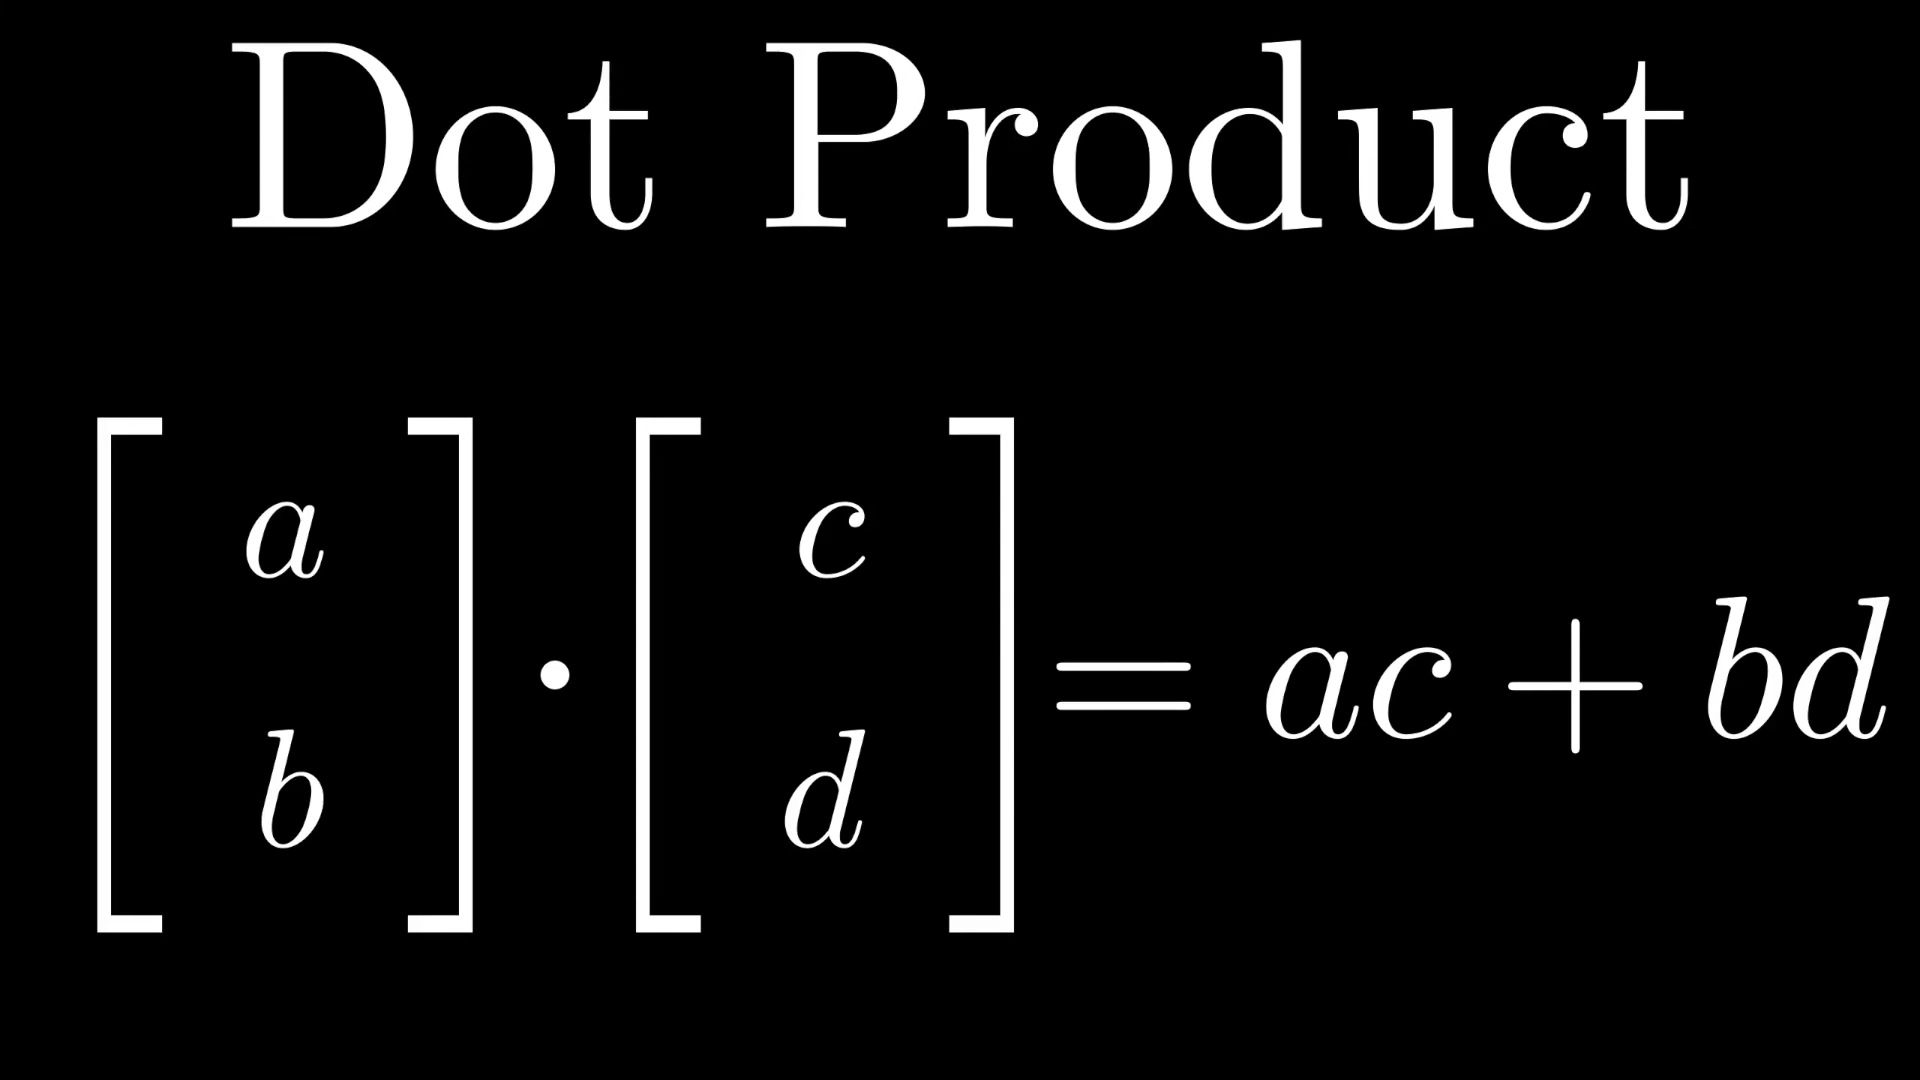 Dot Product
[a b] · [c d] = ac + bd